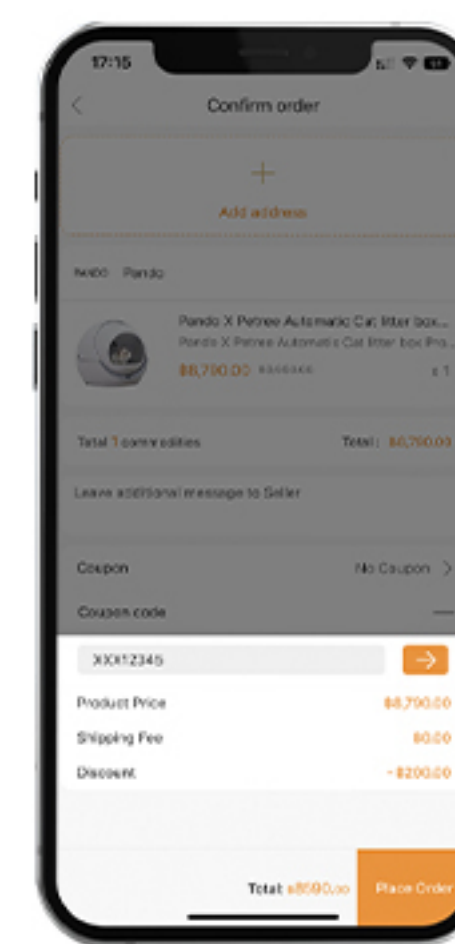 17:15
Confirm order
Add address
Pando
Pando X Petree Automatic Cat litter box...
Pando X Petree Automatic Cat litter box Pro...
฿8,790.00 x 1
Total 1 commodities Total: ฿8,790.00
Leave additional message to Seller
Coupon No Coupon
Coupon code
XXX12345
Product Price ฿8,790.00
Shipping Fee ฿0.00
Discount - ฿200.00
Total: ฿8590.00 Place Order